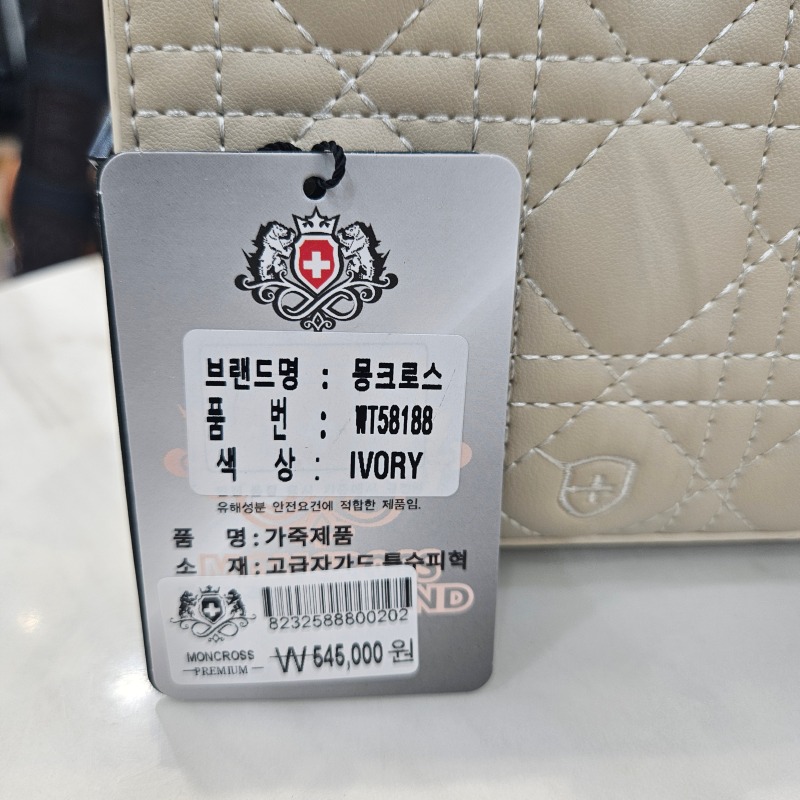 브랜드명 : 몽크로스
품 번 : WT58188
색 상 : IVORY
유해성분 안전요건에 적합한 제품임.
품 명 : 가죽제품
소 재 : 고급자가드 특수피혁
8232588800202
MONCROSS
PREMIUM
₩ 545,000 원